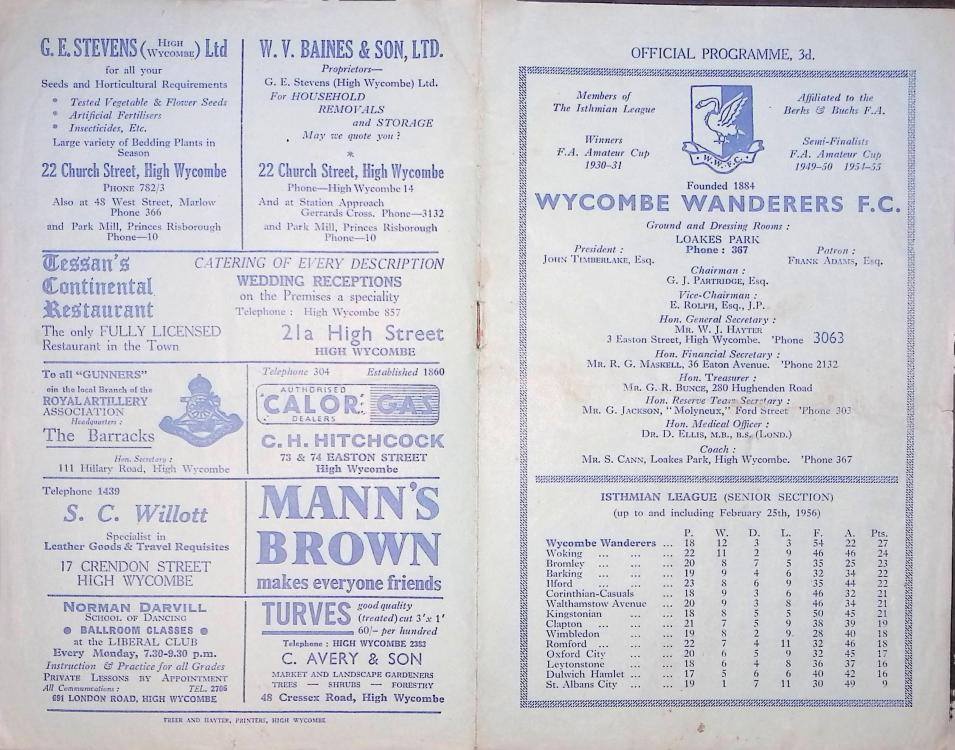 G. E. STEVENS (HIGH WYCOMBE) Ltd
for all your
Seeds and Horticultural Requirements
* Tested Vegetable & Flower Seeds
* Artificial Fertilisers
* Insecticides, Etc.
Large variety of Bedding Plants in
Season
22 Church Street, High Wycombe
PHONE 782/3
Also at 48 West Street, Marlow
Phone 366
and Park Mill, Princes Risborough
Phone—10
W. V. BAINES & SON, LTD.
Proprietors—
G. E. Stevens (High Wycombe) Ltd.
For HOUSEHOLD
REMOVALS
and STORAGE
May we quote you?
*
22 Church Street, High Wycombe
Phone—High Wycombe 14
And at Station Approach
Gerrards Cross. Phone—3132
and Park Mill, Princes Risborough
Phone—10
Tessan's
Continental
Restaurant
The only FULLY LICENSED
Restaurant in the Town
CATERING OF EVERY DESCRIPTION
WEDDING RECEPTIONS
on the Premises a speciality
Telephone : High Wycombe 857
21a High Street
HIGH WYCOMBE
To all "GUNNERS"
oin the local Branch of the
ROYAL ARTILLERY
ASSOCIATION
Headquarters :
The Barracks
Hon. Secretary :
111 Hillary Road, High Wycombe
Telephone 304 Established 1860
AUTHORISED
CALOR GAS
DEALERS
C. H. HITCHCOCK
73 & 74 EASTON STREET
High Wycombe
Telephone 1439
S. C. Willott
Specialist in
Leather Goods & Travel Requisites
17 CRENDON STREET
HIGH WYCOMBE
MANN'S
BROWN
makes everyone friends
NORMAN DARVILL
SCHOOL OF DANCING
● BALLROOM CLASSES ●
at the LIBERAL CLUB
Every Monday, 7.30-9.30 p.m.
Instruction & Practice for all Grades
PRIVATE LESSONS BY APPOINTMENT
All Communications : TEL. 2706
691 LONDON ROAD, HIGH WYCOMBE
TURVES good quality
(treated) cut 3' x 1'
60/- per hundred
Telephone : HIGH WYCOMBE 2383
C. AVERY & SON
MARKET AND LANDSCAPE GARDENERS
TREES — SHRUBS — FORESTRY
48 Cressex Road, High Wycombe
FREER AND HAYTER, PRINTERS, HIGH WYCOMBE
OFFICIAL PROGRAMME, 3d.
Members of
The Isthmian League
Winners
F.A. Amateur Cup
1930-31
W.W.F.C.
Affiliated to the
Berks & Bucks F.A.
Semi-Finalists
F.A. Amateur Cup
1949-50 1954-55
Founded 1884
WYCOMBE WANDERERS F.C.
Ground and Dressing Rooms :
LOAKES PARK
Phone : 367
President :
JOHN TIMBERLAKE, Esq.
Patron :
FRANK ADAMS, Esq.
Chairman :
G. J. PARTRIDGE, Esq.
Vice-Chairman :
E. ROLPH, Esq., J.P.
Hon. General Secretary :
MR. W. J. HAYTER
3 Easton Street, High Wycombe. 'Phone 3063
Hon. Financial Secretary :
MR. R. G. MASKELL, 36 Eaton Avenue. 'Phone 2132
Hon. Treasurer :
MR. G. R. BUNCE, 280 Hughenden Road
Hon. Reserve Team Secretary :
MR. G. JACKSON, "Molyneux," Ford Street 'Phone 303
Hon. Medical Officer :
DR. D. ELLIS, M.B., B.S. (LOND.)
Coach :
MR. S. CANN, Loakes Park, High Wycombe. 'Phone 367
ISTHMIAN LEAGUE (SENIOR SECTION)
(up to and including February 25th, 1956)
P. W. D. L. F. A. Pts.
Wycombe Wanderers ... 18 12 3 3 54 22 27
Woking ... ... ... 22 11 2 9 46 46 24
Bromley ... ... ... 20 8 7 5 35 25 23
Barking ... ... ... 19 9 4 6 32 34 22
Ilford ... ... ... 23 8 6 9 35 44 22
Corinthian-Casuals ... 18 9 3 6 46 32 21
Walthamstow Avenue ... 20 9 3 8 46 34 21
Kingstonian ... ... 18 8 5 5 50 45 21
Clapton ... ... ... 21 7 5 9 38 39 19
Wimbledon ... ... 19 8 2 9 28 40 18
Romford ... ... ... 22 7 4 11 32 46 18
Oxford City ... ... 20 6 5 9 32 45 17
Leytonstone ... ... 18 6 4 8 36 37 16
Dulwich Hamlet ... ... 17 5 6 6 40 42 16
St. Albans City ... ... 19 1 7 11 30 49 9